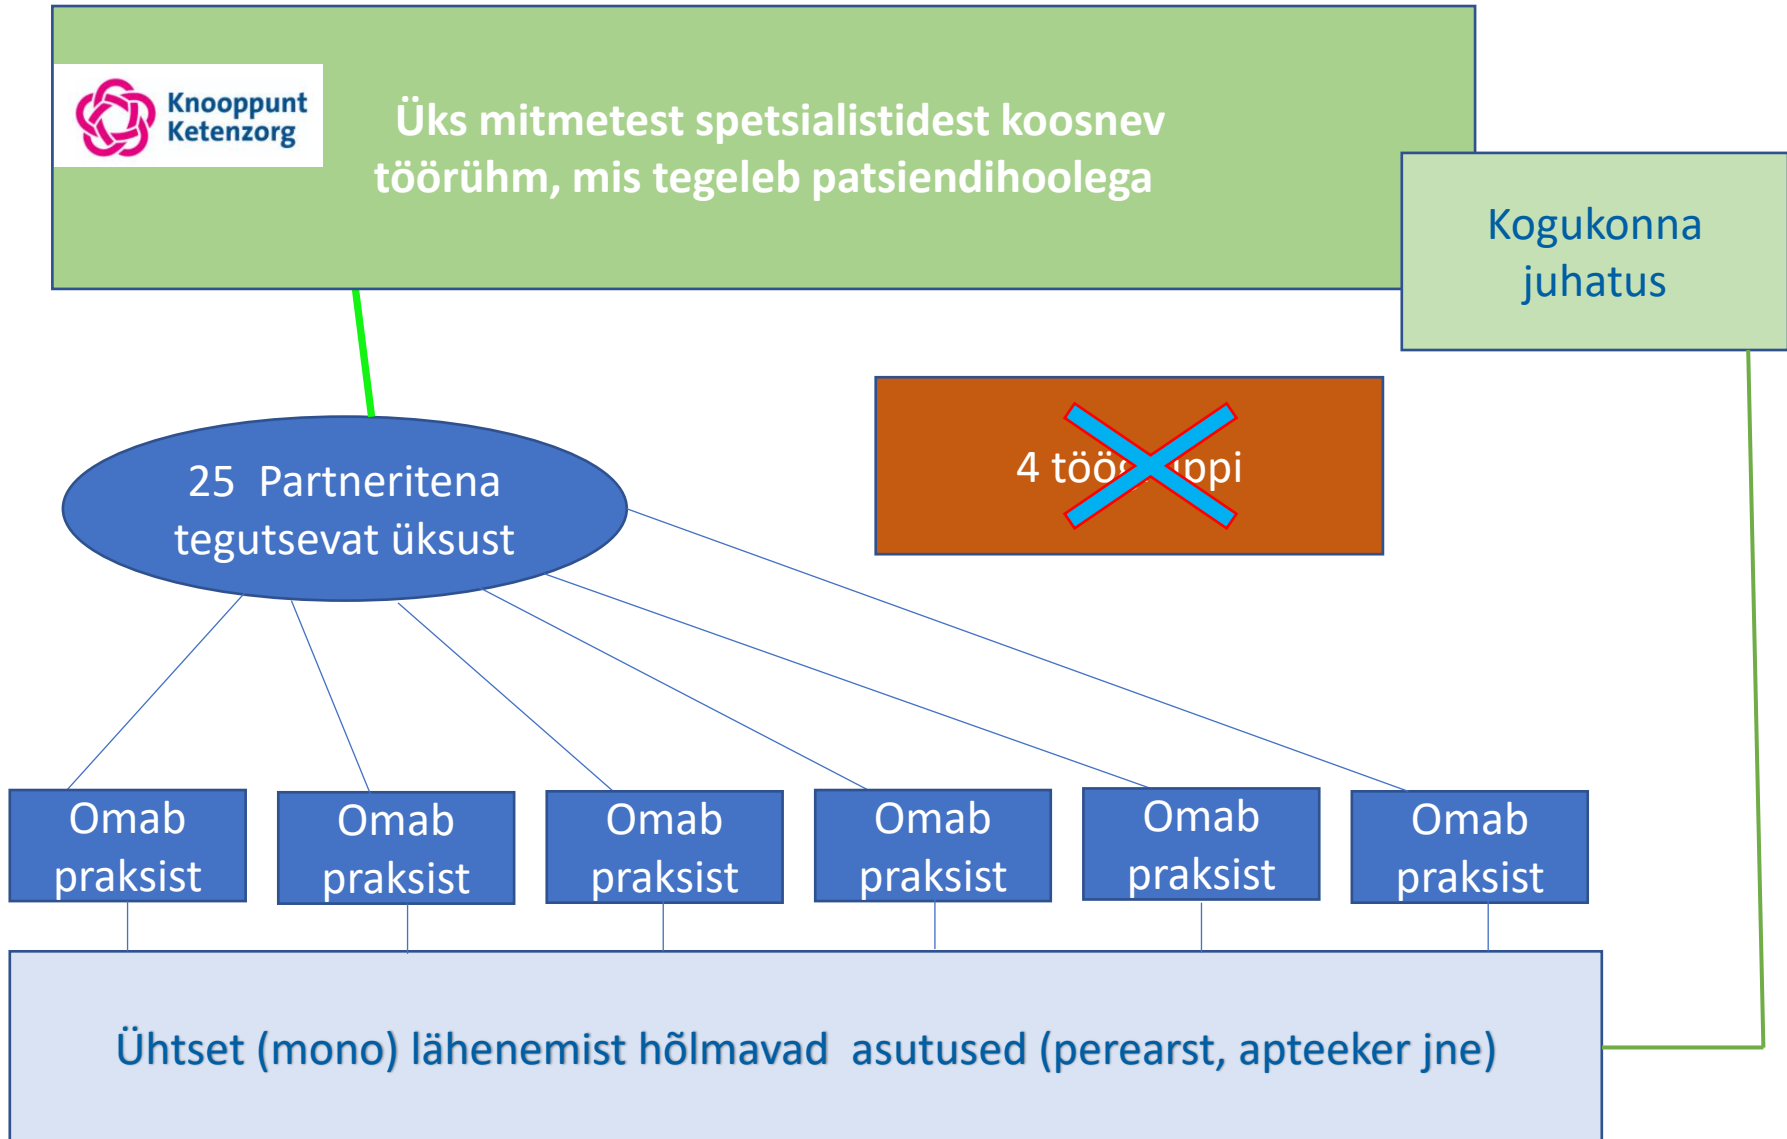 Knooppunt
Ketenzorg
Üks mitmetest spetsialistidest koosnev
töörühm, mis tegeleb patsiendihoolega
Kogukonna
juhatus
4
25 Partneritena
tegutsevat üksust
Omab
praksist
Omab
praksist
Omab
praksist
Omab
praksist
Omab
praksist
Omab
praksist
Ühtset (mono) lähenemist hõlmavad asutused (perearst, apteeker jne)